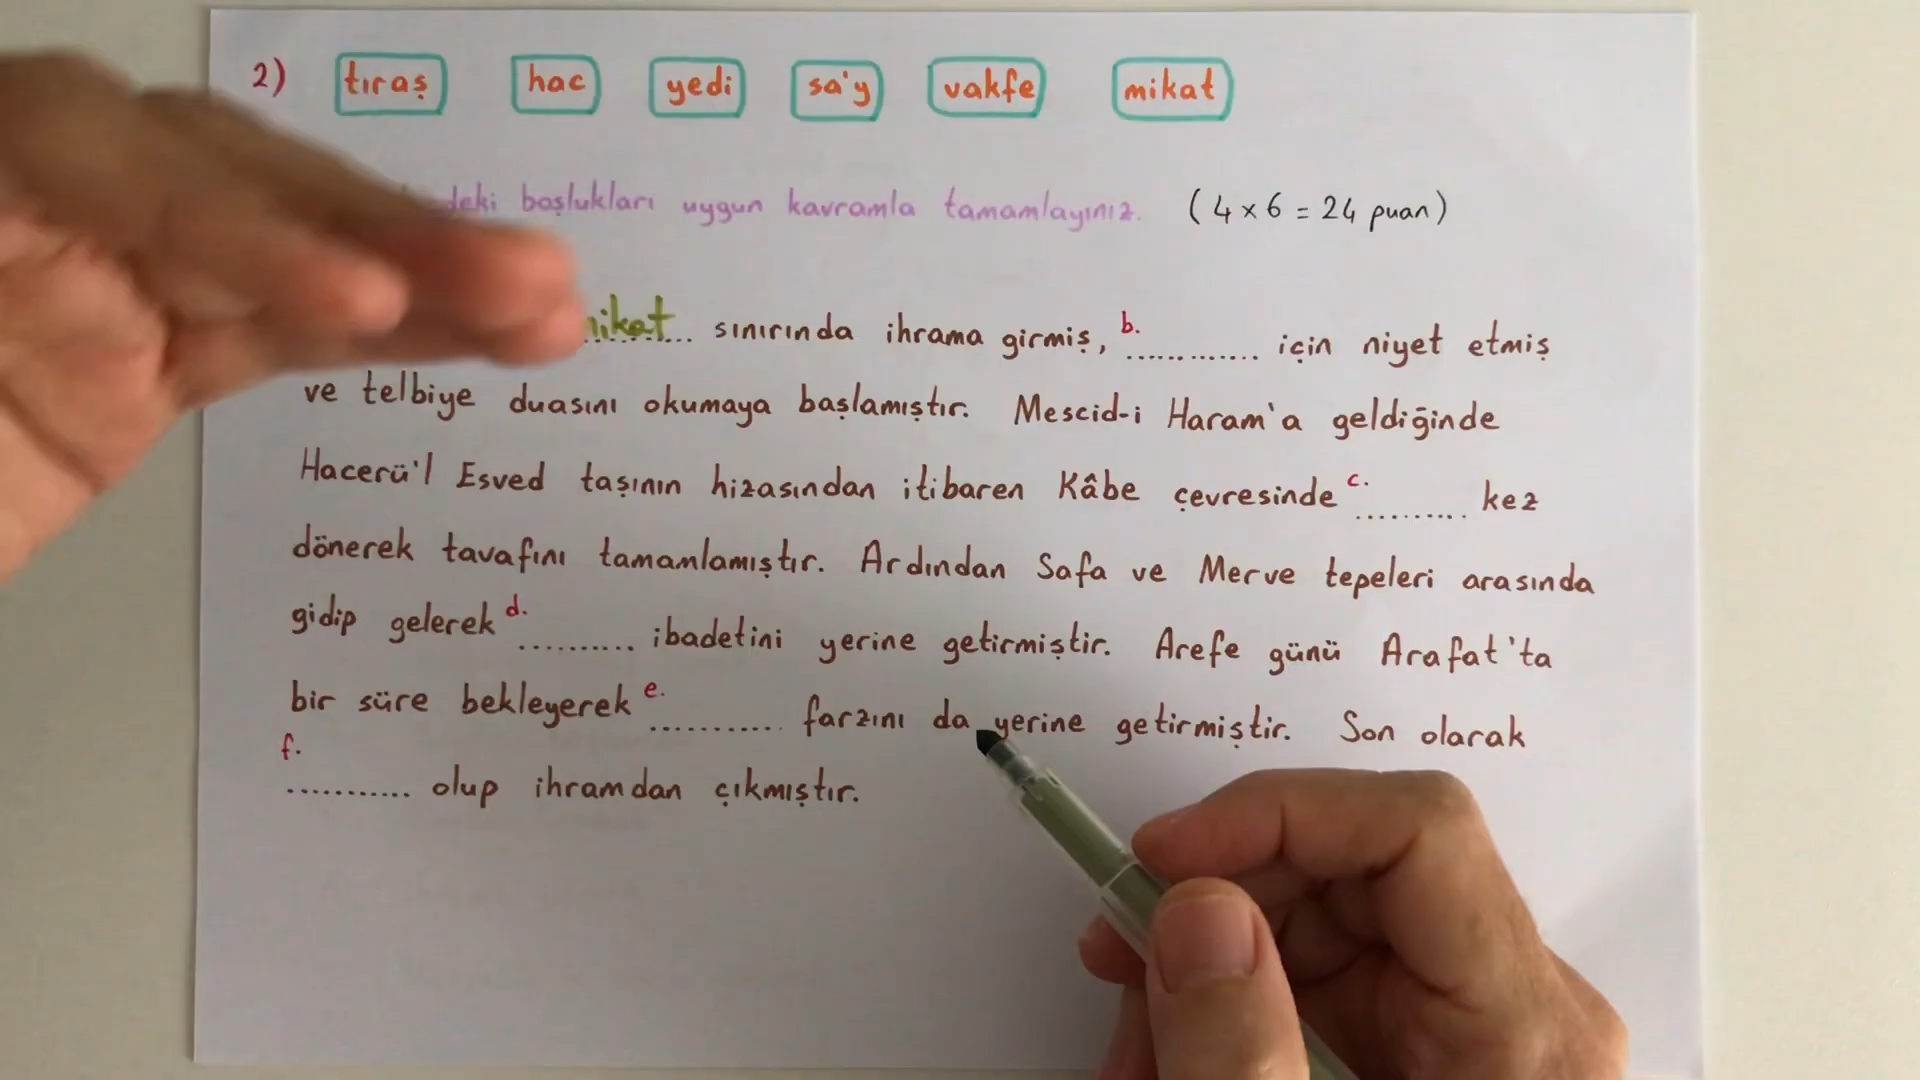 2) tıraş hac yedi sa'y vakfe mikat
boşlukları uygun kavramla tamamlayınız. (4 x 6 = 24 puan)
sınırında ihrama girmiş, b. ............. için niyet etmiş
ve telbiye duasını okumaya başlamıştır. Mescid-i Haram'a geldiğinde
Hacerü'l Esved taşının hizasından itibaren Kâbe çevresinde c. .......... kez
dönerek tavafını tamamlamıştır. Ardından Safa ve Merve tepeleri arasında
gidip gelerek d. .......... ibadetini yerine getirmiştir. Arefe günü Arafat'ta
bir süre bekleyerek e. ............ farzını da yerine getirmiştir. Son olarak
f. ........... olup ihramdan çıkmıştır.